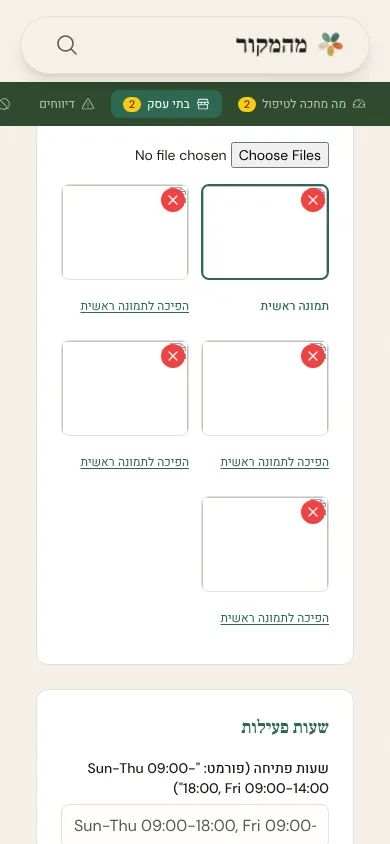 מהמקור
מה מחכה לטיפול 2
בתי עסק 2
דיווחים
Choose Files No file chosen
תמונה ראשית
הפיכה לתמונה ראשית
הפיכה לתמונה ראשית
הפיכה לתמונה ראשית
הפיכה לתמונה ראשית
שעות פעילות
שעות פתיחה (פורמט: "Sun-Thu 09:00-
18:00, Fri 09:00-14:00")
Sun-Thu 09:00-18:00, Fri 09:00-